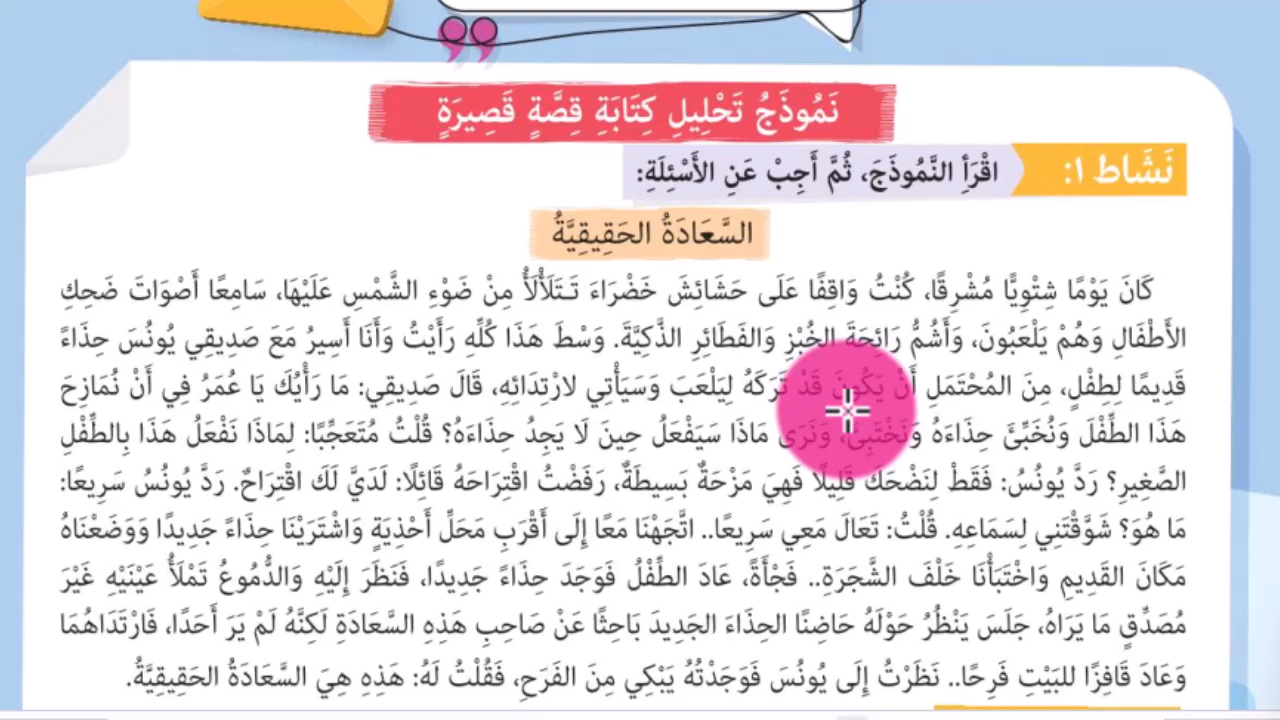 نَمُوذَجُ تَحْلِيلِ كِتَابَةِ قِصَّةٍ قَصِيرَةٍ
نَشَاط ١: اقْرَأِ النَّمُوذَجَ، ثُمَّ أَجِبْ عَنِ الأَسْئِلَةِ:
السَّعَادَةُ الحَقِيقِيَّةُ
كَانَ يَوْمًا شِتْوِيًّا مُشْرِقًا، كُنْتُ وَاقِفًا عَلَى حَشَائِشَ خَضْرَاءَ تَـتَلَأْلَأُ مِنْ ضَوْءِ الشَّمْسِ عَلَيْهَا، سَامِعًا أَصْوَاتَ ضَحِكِ
الأَطْفَالِ وَهُمْ يَلْعَبُونَ، وَأَشُمُّ رَائِحَةَ الخُبْزِ وَالفَطَائِرِ الذَّكِيَّةَ. وَسْطَ هَذَا كُلِّهِ رَأَيْتُ وَأَنَا أَسِيرُ مَعَ صَدِيقِي يُونُسَ حِذَاءً
قَدِيمًا لِطِفْلٍ، مِنَ المُحْتَمَلِ أَنْ يَكُونَ قَدْ تَرَكَهُ لِيَلْعَبَ وَسَيَأْتِي لارْتِدَائِهِ، قَالَ صَدِيقِي: مَا رَأْيُكَ يَا عُمَرُ فِي أَنْ نُمَازِحَ
هَذَا الطِّفْلَ وَنُخَبِّئَ حِذَاءَهُ وَنَخْتَبِئَ، وَنَرَى مَاذَا سَيَفْعَلُ حِينَ لَا يَجِدُ حِذَاءَهُ؟ قُلْتُ مُتَعَجِّبًا: لِمَاذَا نَفْعَلُ هَذَا بِالطِّفْلِ
الصَّغِيرِ؟ رَدَّ يُونُسُ: فَقَطْ لِنَضْحَكَ قَلِيلًا فَهِيَ مَزْحَةٌ بَسِيطَةٌ، رَفَضْتُ اقْتِرَاحَهُ قَائِلًا: لَدَيَّ لَكَ اقْتِرَاحٌ. رَدَّ يُونُس سَرِيعًا:
مَا هُوَ؟ شَوَّقْتَنِي لِسَمَاعِهِ. قُلْتُ: تَعَالَ مَعِي سَرِيعًا.. اتَّجَهْنَا مَعًا إِلَى أَقْرَبِ مَحَلِّ أَحْذِيَةٍ وَاشْتَرَيْنَا حِذَاءً جَدِيدًا وَوَضَعْنَاهُ
مَكَانَ القَدِيمِ وَاخْتَبَأْنَا خَلْفَ الشَّجَرَةِ.. فَجْأَةً، عَادَ الطِّفْلُ فَوَجَدَ حِذَاءً جَدِيدًا، فَنَظَرَ إِلَيْهِ وَالدُّمُوعُ تَمْلَأُ عَيْنَيْهِ غَيْرَ
مُصَدِّقٍ مَا يَرَاهُ، جَلَسَ يَنْظُرُ حَوْلَهُ حَاضِنًا الحِذَاءَ الجَدِيدَ بَاحِثًا عَنْ صَاحِبِ هَذِهِ السَّعَادَةِ لَكِنَّهُ لَمْ يَرَ أَحَدًا، فَارْتَدَاهُمَا
وَعَادَ قَافِزًا للبَيْتِ فَرِحًا.. نَظَرْتُ إِلَى يُونُسَ فَوَجَدْتُهُ يَبْكِي مِنَ الفَرَحِ، فَقُلْتُ لَهُ: هَذِهِ هِيَ السَّعَادَةُ الحَقِيقِيَّةُ.